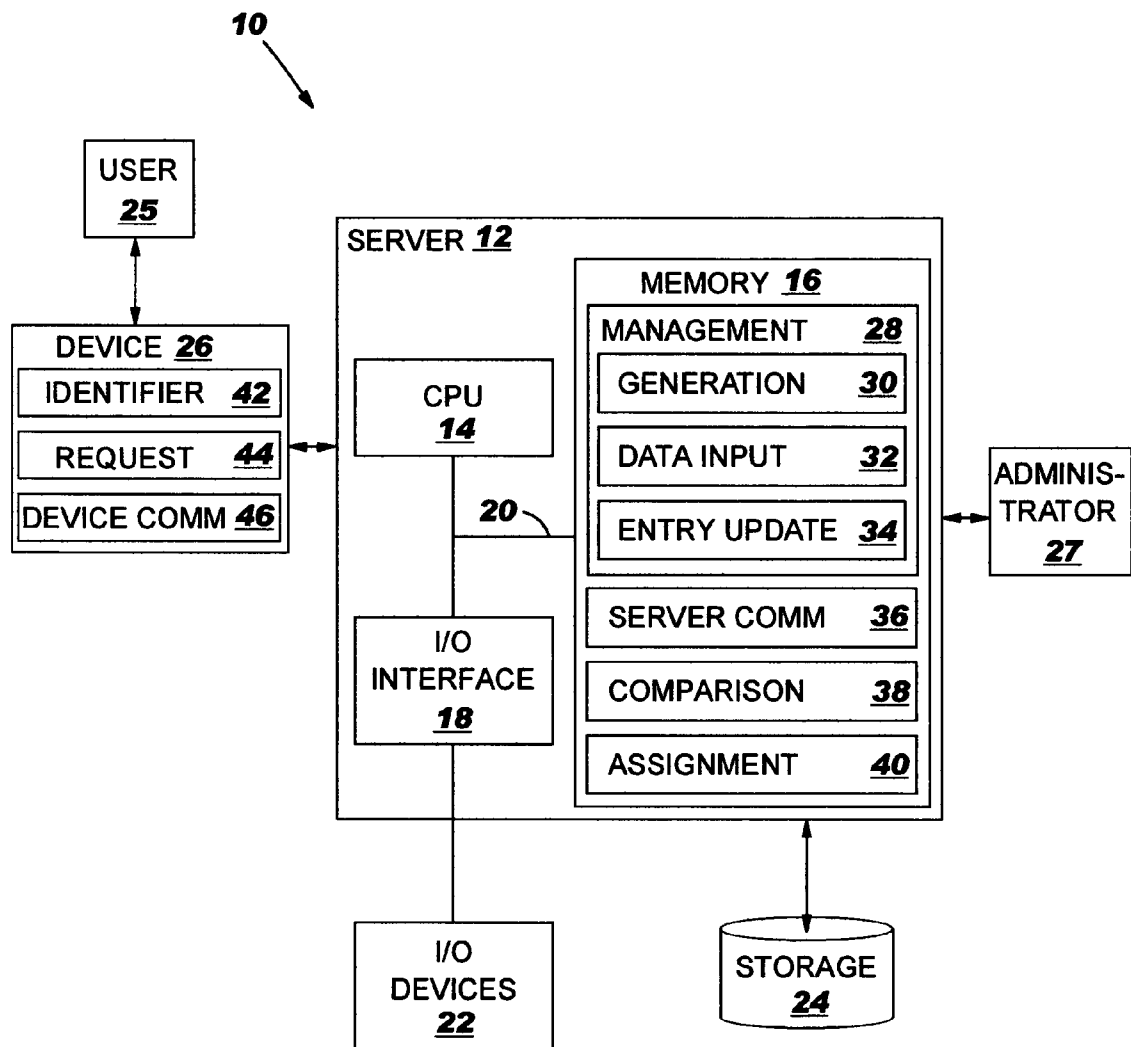 10
USER
25
SERVER 12
MEMORY 16
MANAGEMENT 28
GENERATION 30
DATA INPUT 32
ENTRY UPDATE 34
SERVER COMM 36
COMPARISON 38
ASSIGNMENT 40
DEVICE 26
IDENTIFIER 42
REQUEST 44
DEVICE COMM 46
CPU
14
20
I/O
INTERFACE
18
ADMINIS-
TRATOR
27
I/O
DEVICES
22
STORAGE
24